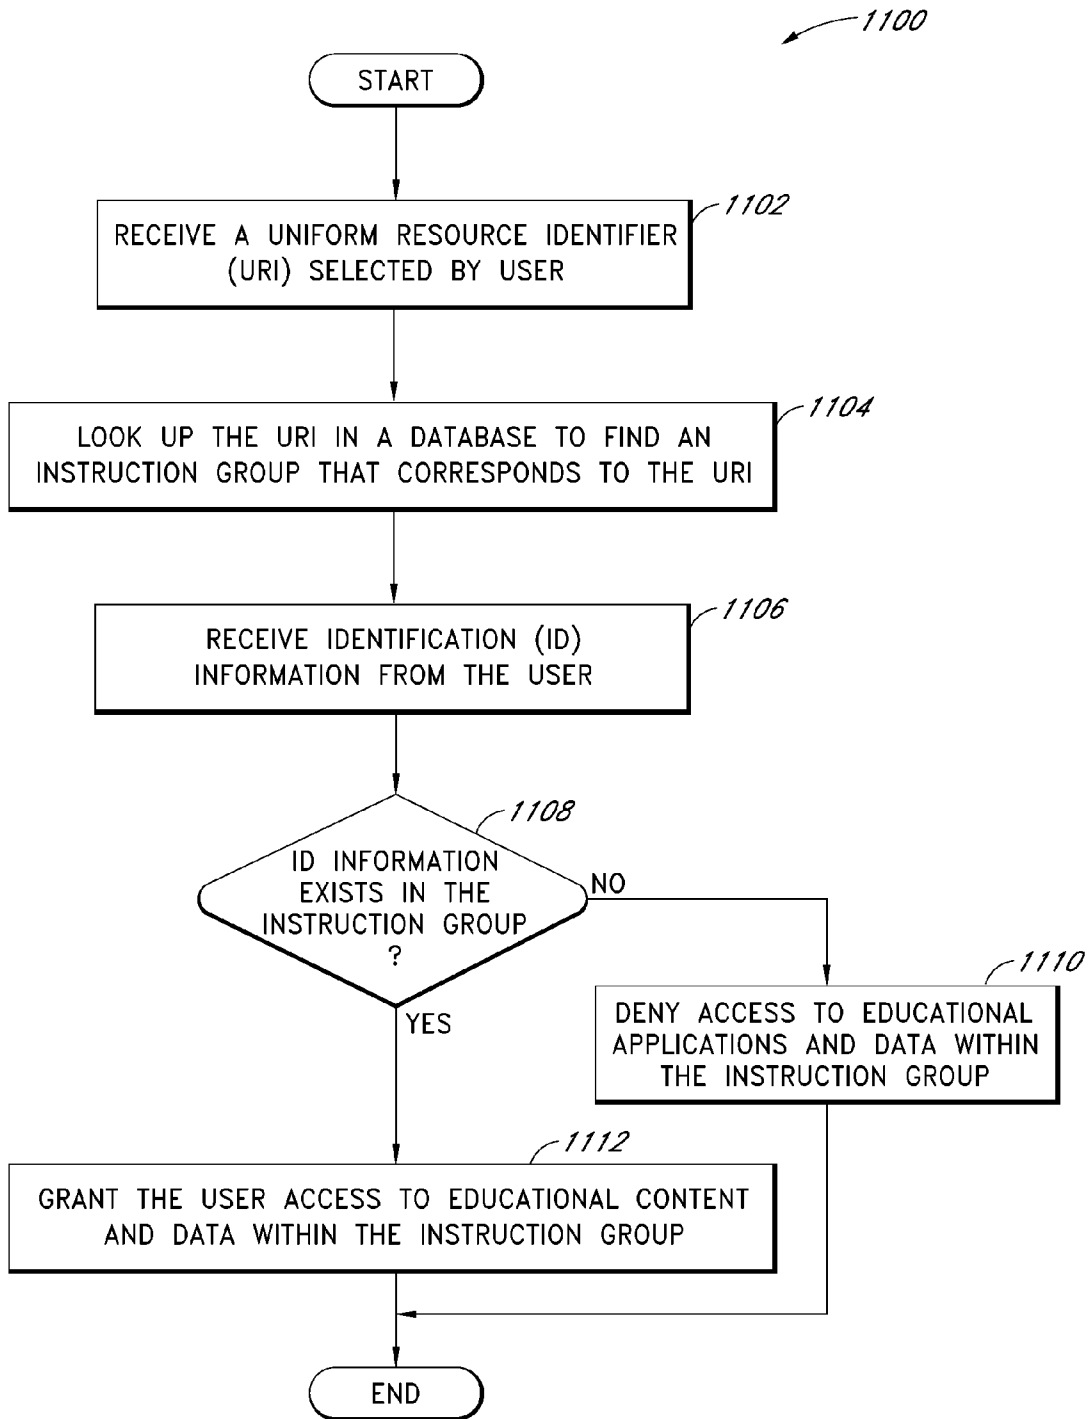 1100
START
1102
RECEIVE A UNIFORM RESOURCE IDENTIFIER
(URI) SELECTED BY USER
1104
LOOK UP THE URI IN A DATABASE TO FIND AN
INSTRUCTION GROUP THAT CORRESPONDS TO THE URI
1106
RECEIVE IDENTIFICATION (ID)
INFORMATION FROM THE USER
1108
ID INFORMATION
EXISTS IN THE
INSTRUCTION GROUP
?
NO
YES
1110
DENY ACCESS TO EDUCATIONAL
APPLICATIONS AND DATA WITHIN
THE INSTRUCTION GROUP
1112
GRANT THE USER ACCESS TO EDUCATIONAL CONTENT
AND DATA WITHIN THE INSTRUCTION GROUP
END